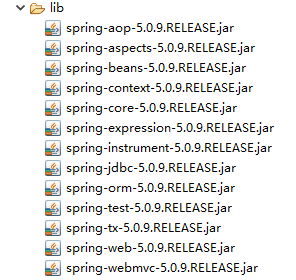 lib
spring-aop-5.0.9.RELEASE.jar
spring-aspects-5.0.9.RELEASE.jar
spring-beans-5.0.9.RELEASE.jar
spring-context-5.0.9.RELEASE.jar
spring-core-5.0.9.RELEASE.jar
spring-expression-5.0.9.RELEASE.jar
spring-instrument-5.0.9.RELEASE.jar
spring-jdbc-5.0.9.RELEASE.jar
spring-orm-5.0.9.RELEASE.jar
spring-test-5.0.9.RELEASE.jar
spring-tx-5.0.9.RELEASE.jar
spring-web-5.0.9.RELEASE.jar
spring-webmvc-5.0.9.RELEASE.jar